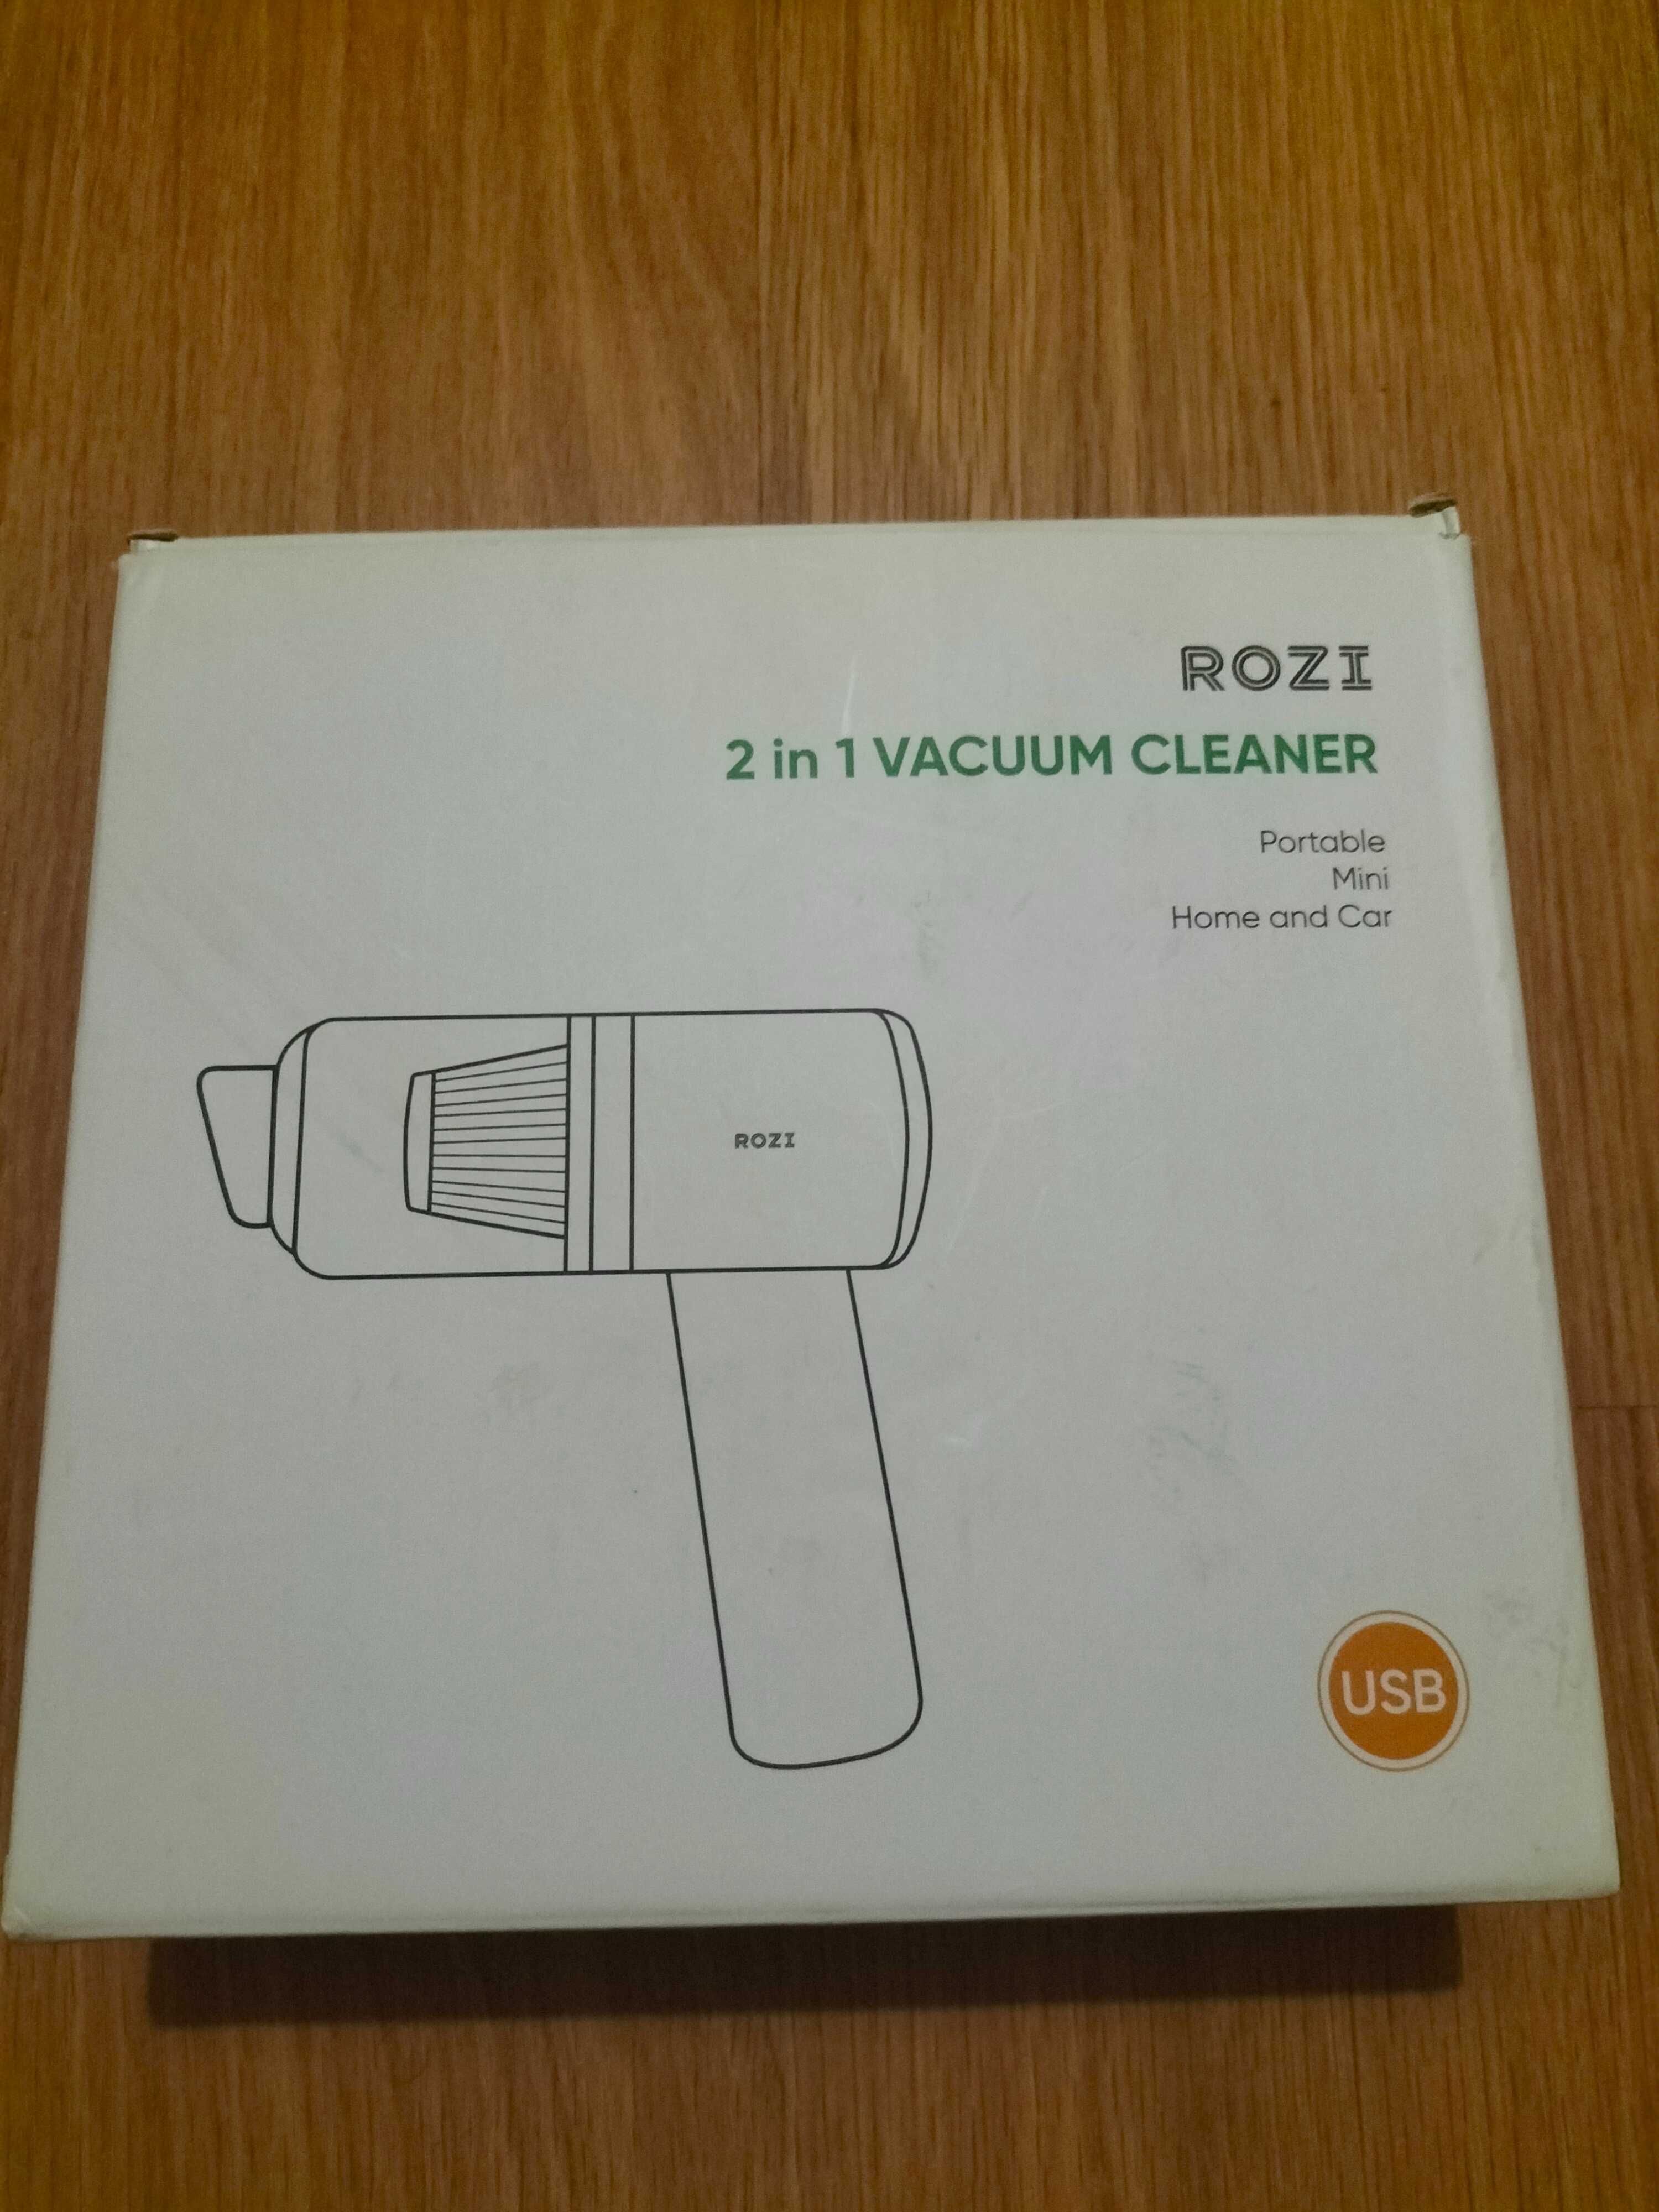 ROZI
2 in 1 VACUUM CLEANER
Portable
Mini
Home and Car
ROZI
USB